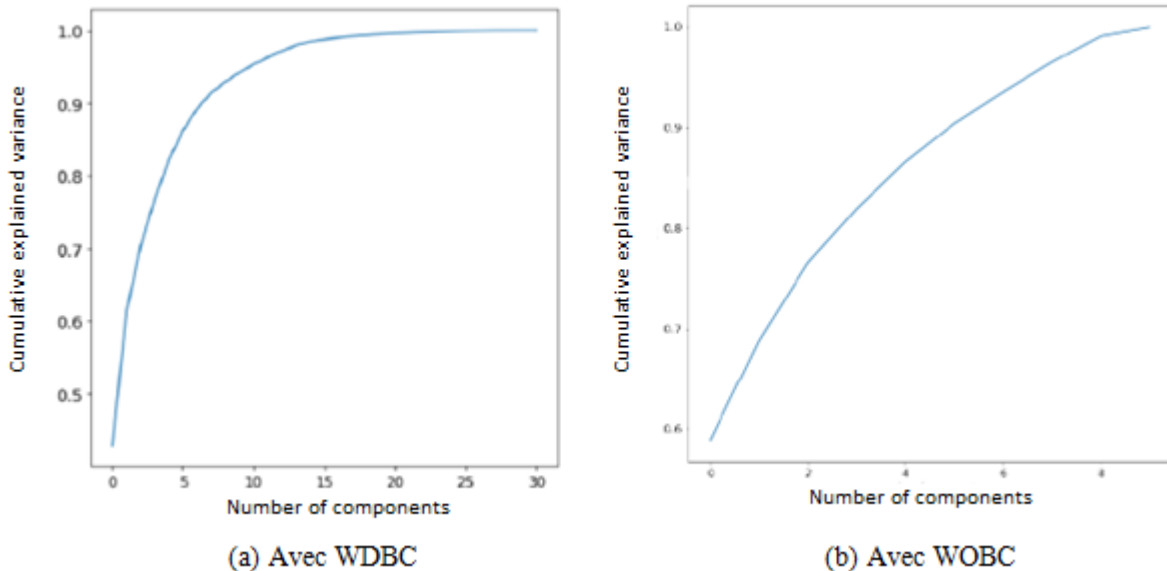 Cumulative explained variance
1.0
0.9
0.8
0.7
0.6
0.5
0 5 10 15 20 25 30
Number of components
(a) Avec WDBC
Cumulative explained variance
1.0
0.9
0.8
0.7
0.6
0 2 4 6 8
Number of components
(b) Avec WOBC